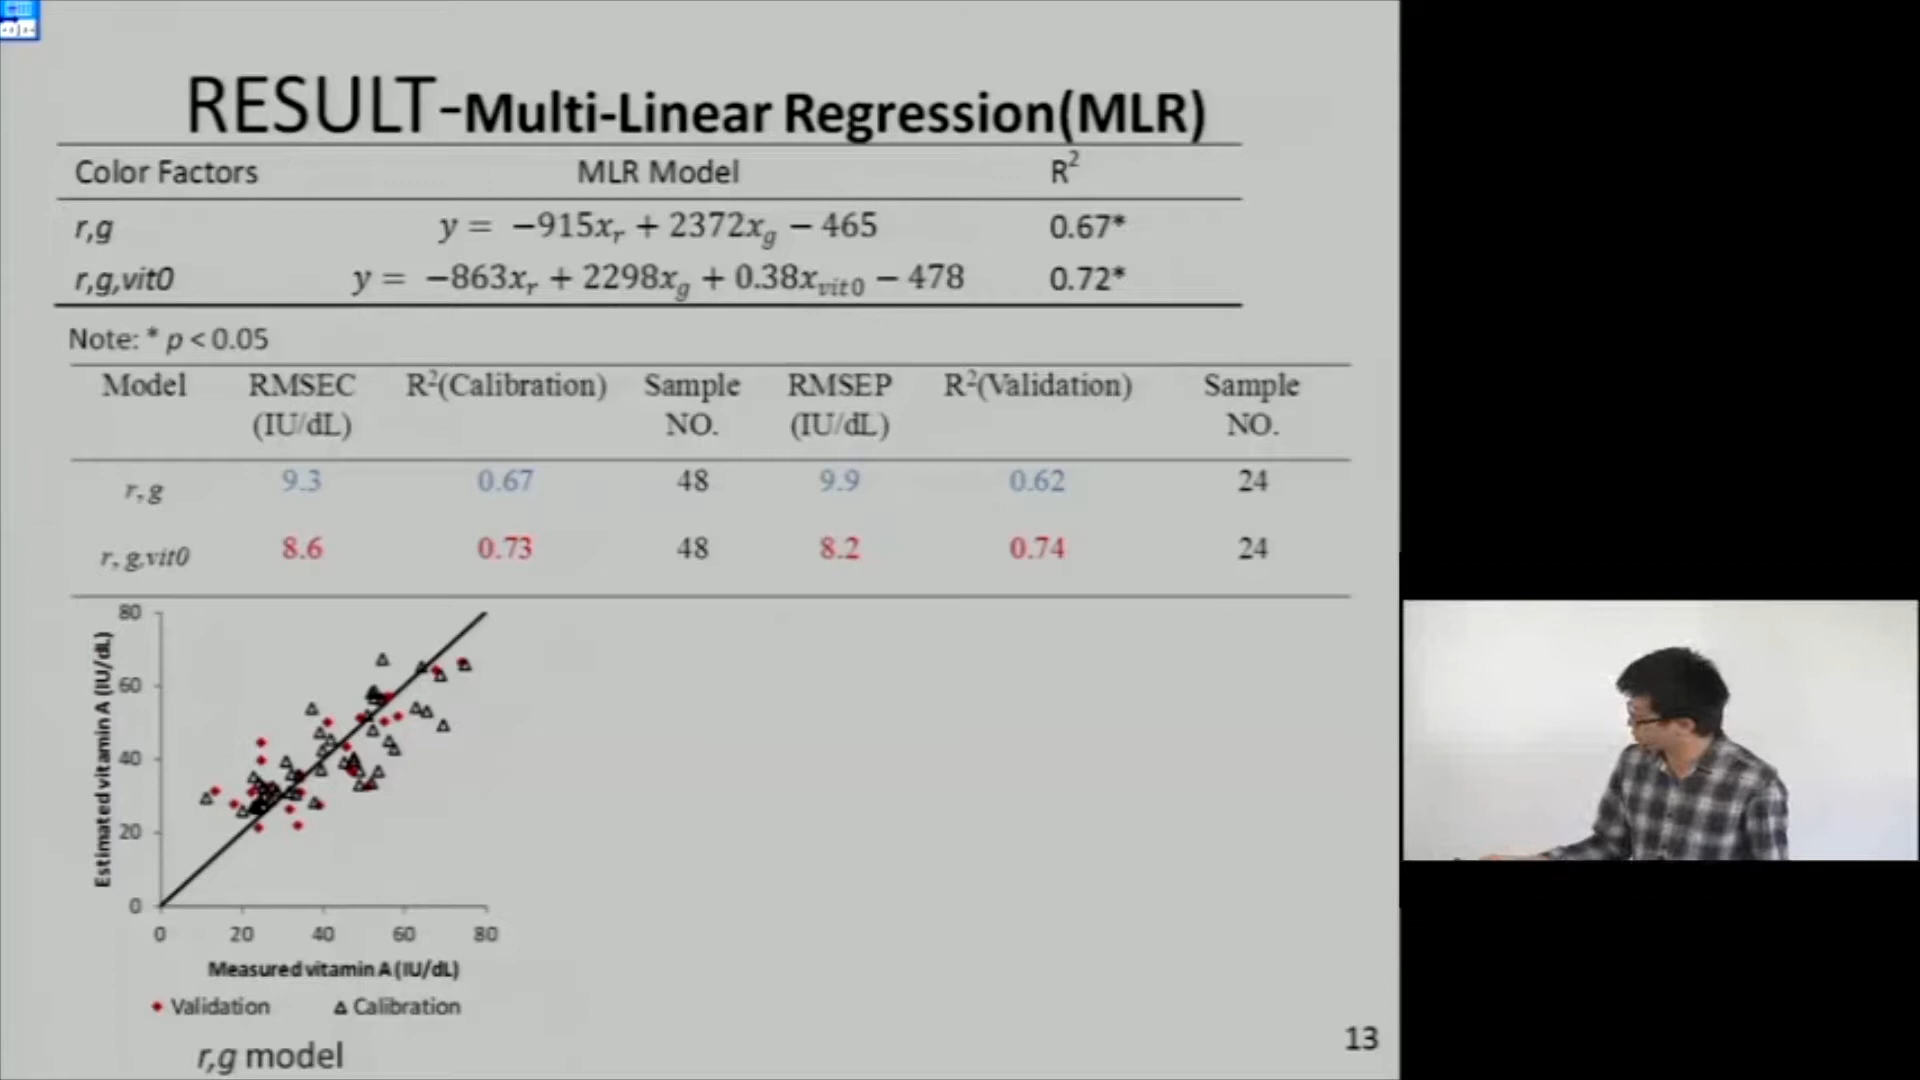 RESULT-Multi-Linear Regression(MLR)
Color Factors MLR Model R²
r,g y = −915xᵣ + 2372x_g − 465 0.67*
r,g,vit0 y = −863xᵣ + 2298x_g + 0.38x_vit0 − 478 0.72*
Note: * p < 0.05
Model RMSEC R²(Calibration) Sample RMSEP R²(Validation) Sample
(IU/dL) NO. (IU/dL) NO.
r, g 9.3 0.67 48 9.9 0.62 24
r, g,vit0 8.6 0.73 48 8.2 0.74 24
80
60
40
20
0
Estimated vitamin A (IU/dL)
0 20 40 60 80
Measured vitamin A (IU/dL)
Validation Calibration
r,g model
13